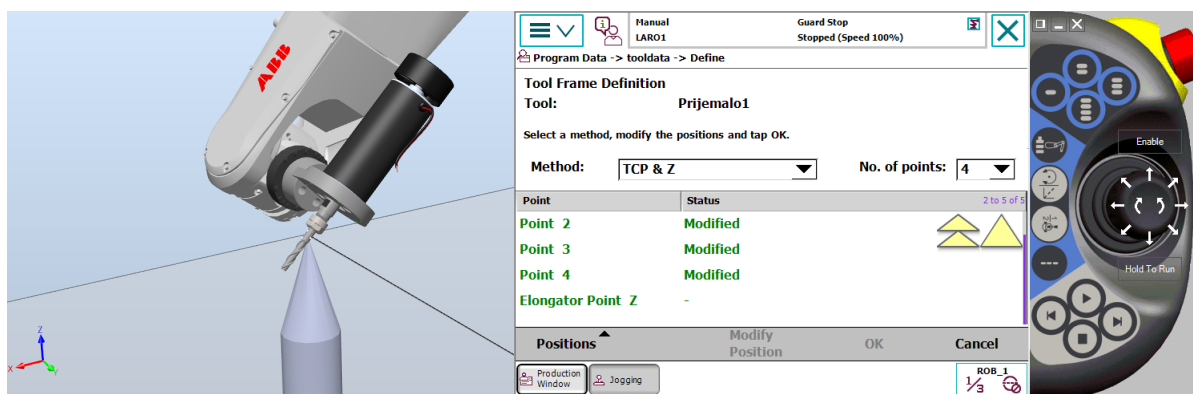 ABB
Z
X
Y
Manual
LARO1
Guard Stop
Stopped (Speed 100%)
Program Data -> tooldata -> Define
Tool Frame Definition
Tool: Prijemalo1
Select a method, modify the positions and tap OK.
Method: TCP & Z No. of points: 4
Point Status 2 to 5 of 5
Point 2 Modified
Point 3 Modified
Point 4 Modified
Elongator Point Z -
Positions Modify Position OK Cancel
Production Window Jogging ROB_1 1/3
Enable
Hold To Run